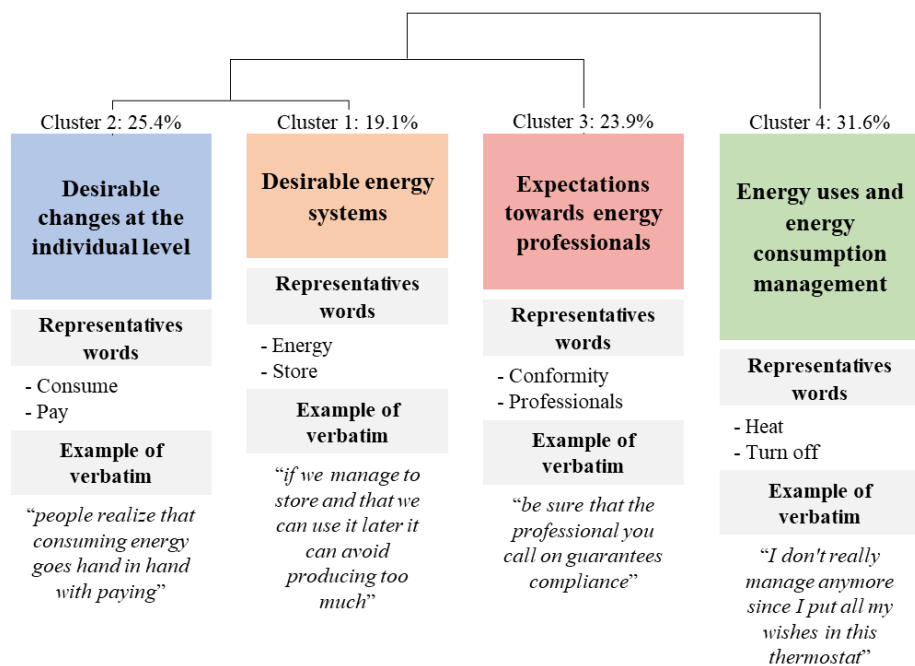 Cluster 2: 25.4%
Desirable
changes at the
individual level
Representatives
words
- Consume
- Pay
Example of
verbatim
“people realize that
consuming energy
goes hand in hand
with paying”
Cluster 1: 19.1%
Desirable energy
systems
Representatives
words
- Energy
- Store
Example of
verbatim
“if we manage to
store and that we
can use it later it
can avoid
producing too
much”
Cluster 3: 23.9%
Expectations
towards energy
professionals
Representatives
words
- Conformity
- Professionals
Example of
verbatim
“be sure that the
professional you
call on guarantees
compliance”
Cluster 4: 31.6%
Energy uses and
energy
consumption
management
Representatives
words
- Heat
- Turn off
Example of
verbatim
“I don't really
manage anymore
since I put all my
wishes in this
thermostat”